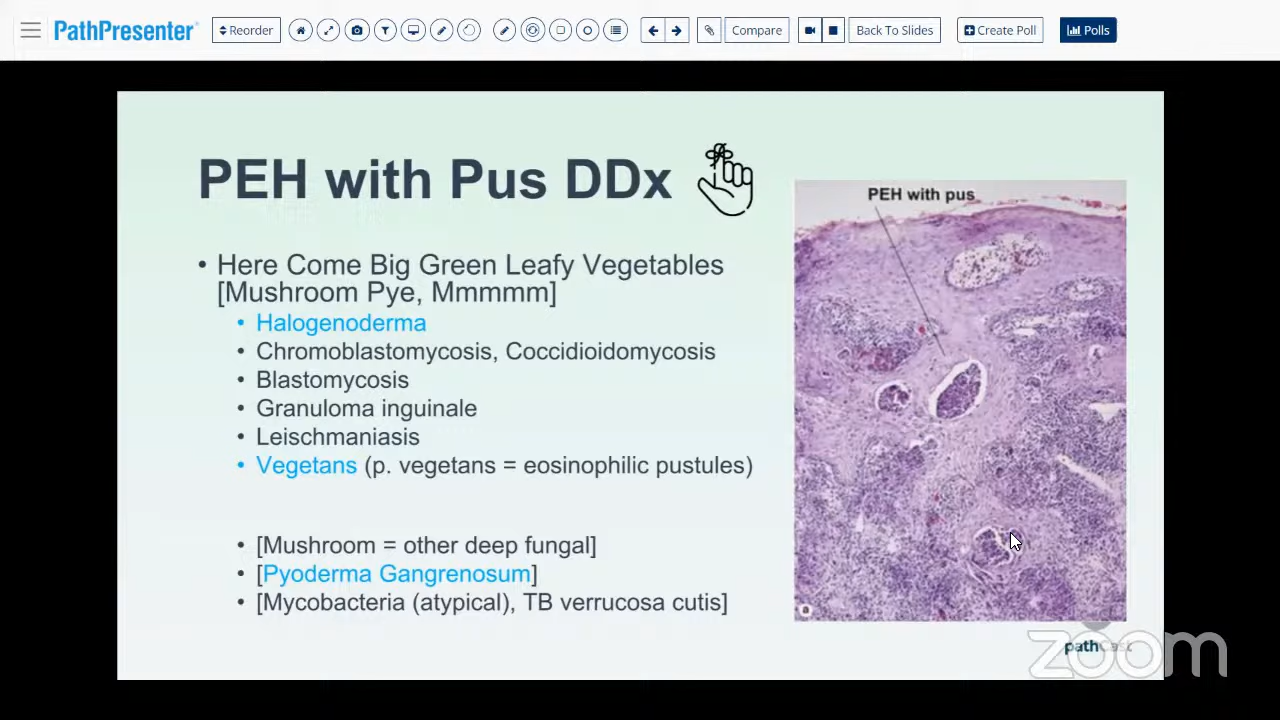 PathPresenter
Reorder
Compare
Back To Slides
Create Poll
Polls
PEH with Pus DDx
• Here Come Big Green Leafy Vegetables
[Mushroom Pye, Mmmmm]
• Halogenoderma
• Chromoblastomycosis, Coccidioidomycosis
• Blastomycosis
• Granuloma inguinale
• Leischmaniasis
• Vegetans (p. vegetans = eosinophilic pustules)
• [Mushroom = other deep fungal]
• [Pyoderma Gangrenosum]
• [Mycobacteria (atypical), TB verrucosa cutis]
PEH with pus
a
pathCast
zoom